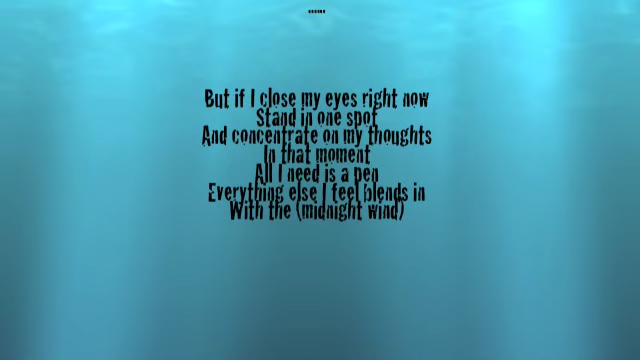 But if I close my eyes right now
Stand in one spot
And concentrate on my thoughts
In that moment
All I need is a pen
Everything else I feel blends in
With the (midnight wind)